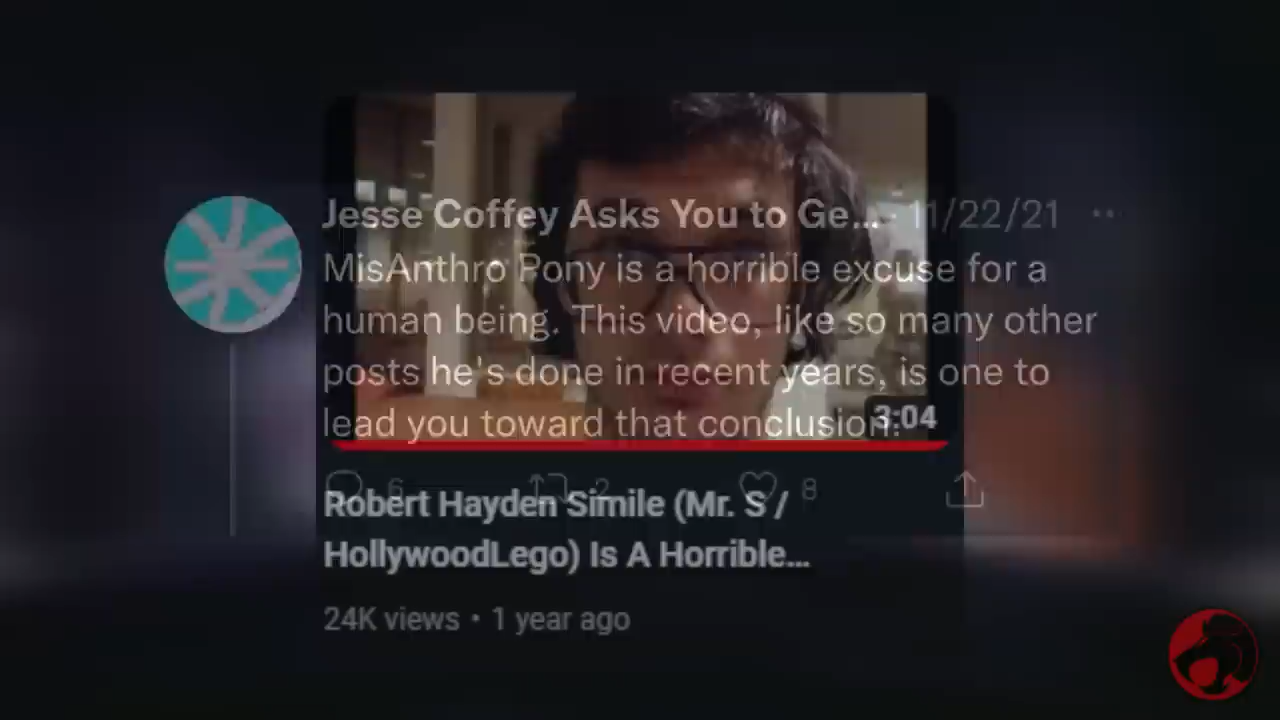 Jesse Coffey Asks You to Ge... 11/22/21 ...
MisAnthro Pony is a horrible excuse for a
human being. This video, like so many other
posts he's done in recent years, is one to
lead you toward that conclusion.
3:04
6 2 8
Robert Hayden Simile (Mr. S /
HollywoodLego) Is A Horrible...
24K views • 1 year ago